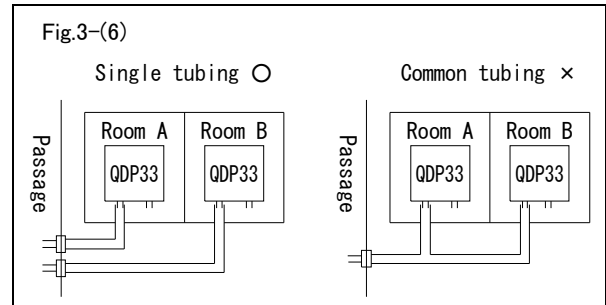 Fig.3-(6)
Single tubing ○
Passage
Room A
QDP33
Room B
QDP33
Common tubing ×
Passage
Room A
QDP33
Room B
QDP33